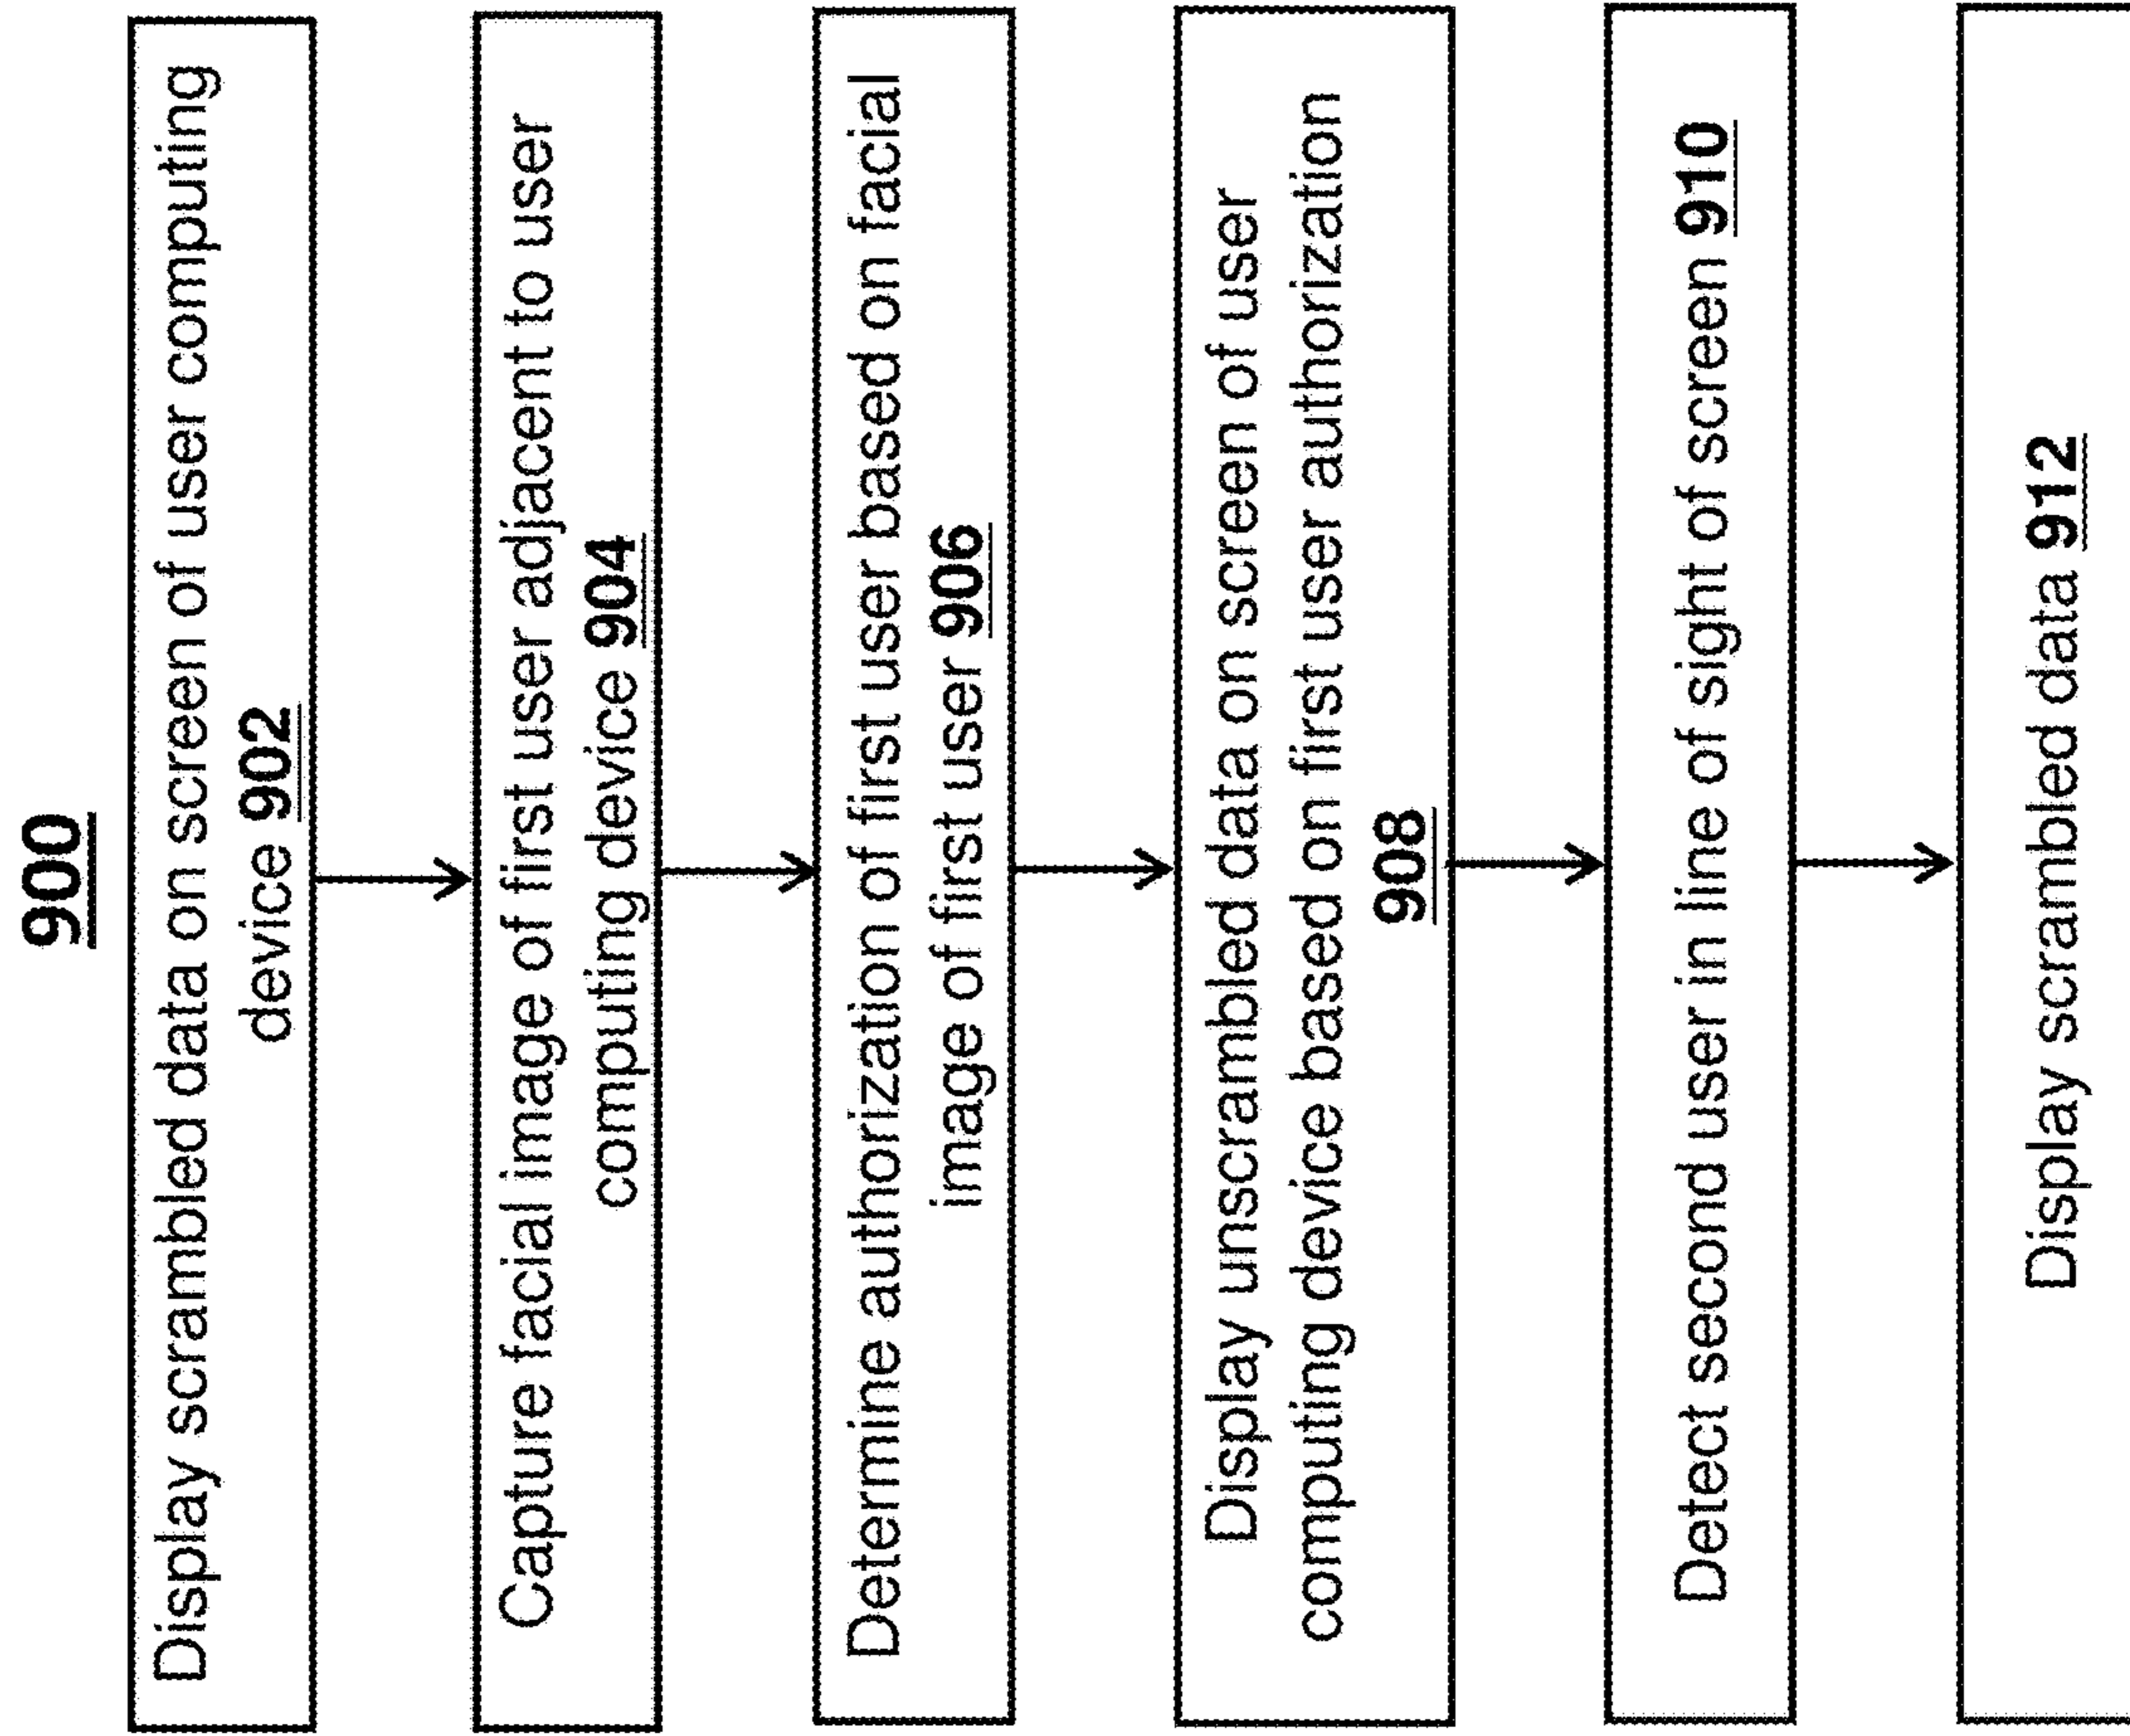 900
Display scrambled data on screen of user computing
device 902
Capture facial image of first user adjacent to user
computing device 904
Determine authorization of first user based on facial
image of first user 906
Display unscrambled data on screen of user
computing device based on first user authorization
908
Detect second user in line of sight of screen 910
Display scrambled data 912